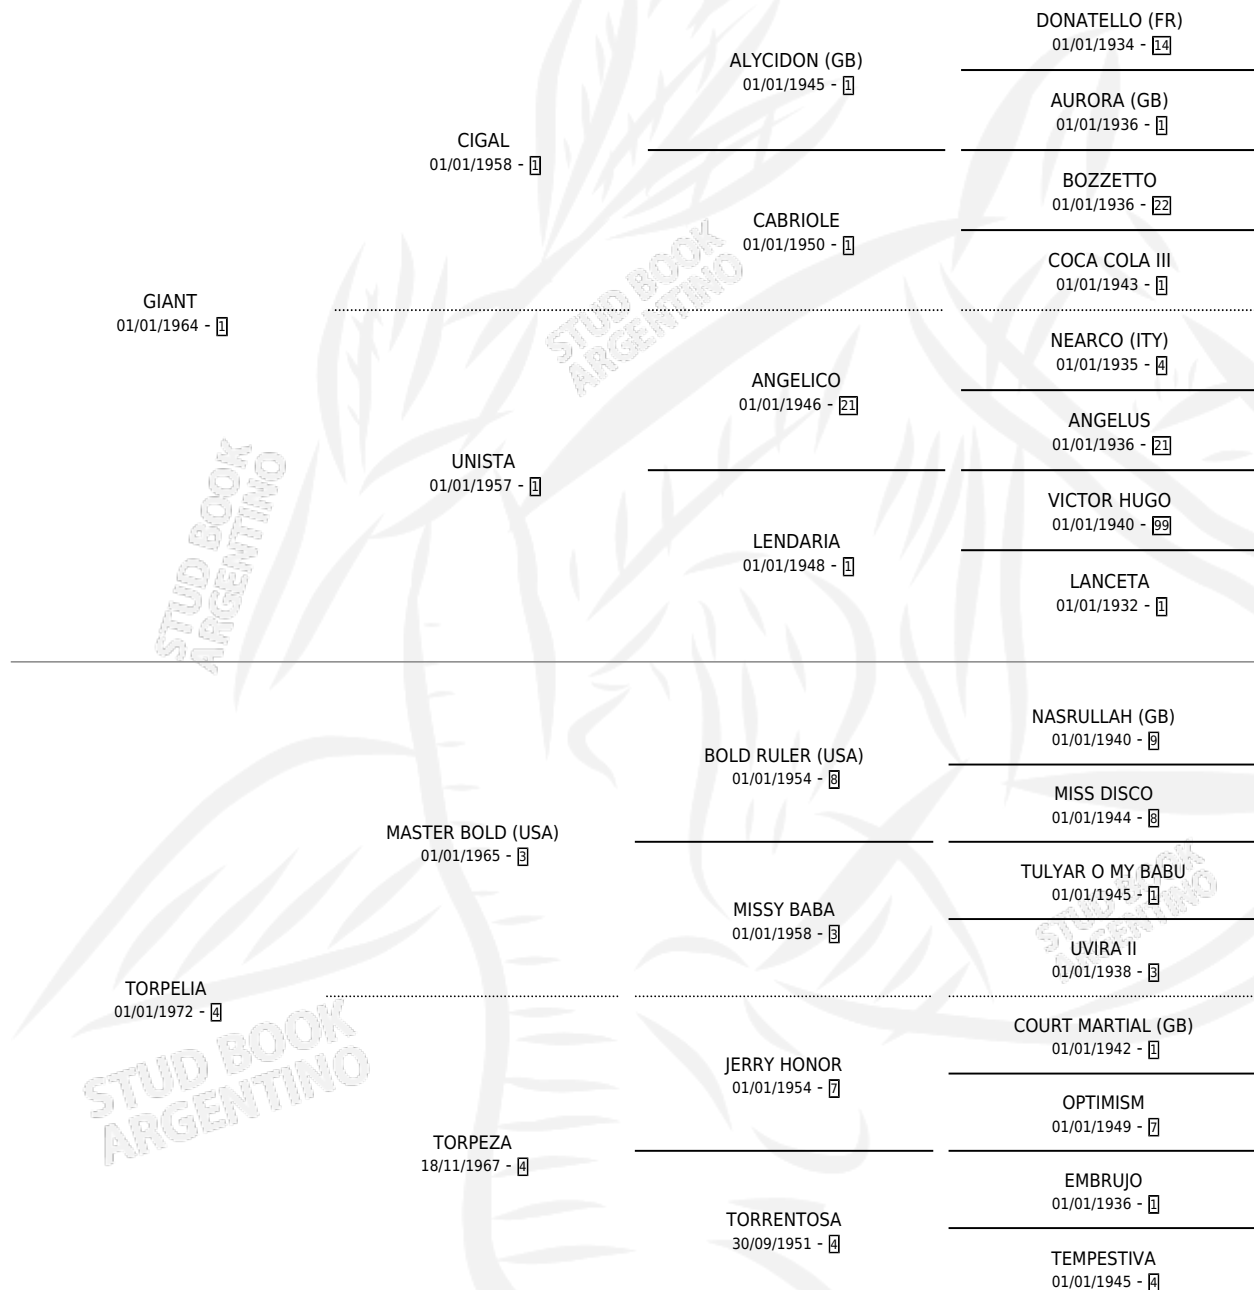 DONATELLO (FR)
01/01/1934 - 14
ALYCIDON (GB)
01/01/1945 - 1
AURORA (GB)
01/01/1936 - 1
CIGAL
01/01/1958 - 1
BOZZETTO
01/01/1936 - 22
CABRIOLE
01/01/1950 - 1
COCA COLA III
01/01/1943 - 1
GIANT
01/01/1964 - 1
STUD BOOK
ARGENTINO
NEARCO (ITY)
01/01/1935 - 4
ANGELICO
01/01/1946 - 21
ANGELUS
01/01/1936 - 21
UNISTA
01/01/1957 - 1
VICTOR HUGO
01/01/1940 - 99
LENDARIA
01/01/1948 - 1
LANCETA
01/01/1932 - 1
STUD BOOK
ARGENTINO
NASRULLAH (GB)
01/01/1940 - 9
BOLD RULER (USA)
01/01/1954 - 8
MISS DISCO
01/01/1944 - 8
MASTER BOLD (USA)
01/01/1965 - 3
TULYAR O MY BABU
01/01/1945 - 1
MISSY BABA
01/01/1958 - 3
UVIRA II
01/01/1938 - 3
STUD BOOK
ARGENTINO
TORPELIA
01/01/1972 - 4
COURT MARTIAL (GB)
01/01/1942 - 1
JERRY HONOR
01/01/1954 - 7
OPTIMISM
01/01/1949 - 7
STUD BOOK
ARGENTINO
TORPEZA
18/11/1967 - 4
EMBRUJO
01/01/1936 - 1
TORRENTOSA
30/09/1951 - 4
TEMPESTIVA
01/01/1945 - 4